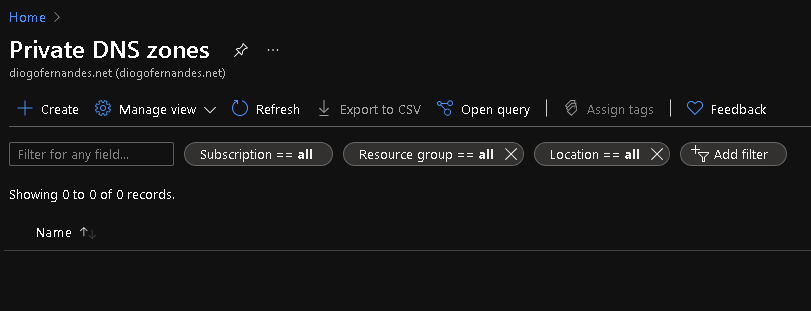 Home
Private DNS zones ...
diogofernandes.net (diogofernandes.net)
Create Manage view Refresh Export to CSV Open query Assign tags Feedback
Filter for any field... Subscription == all Resource group == all Location == all Add filter
Showing 0 to 0 of 0 records.
Name